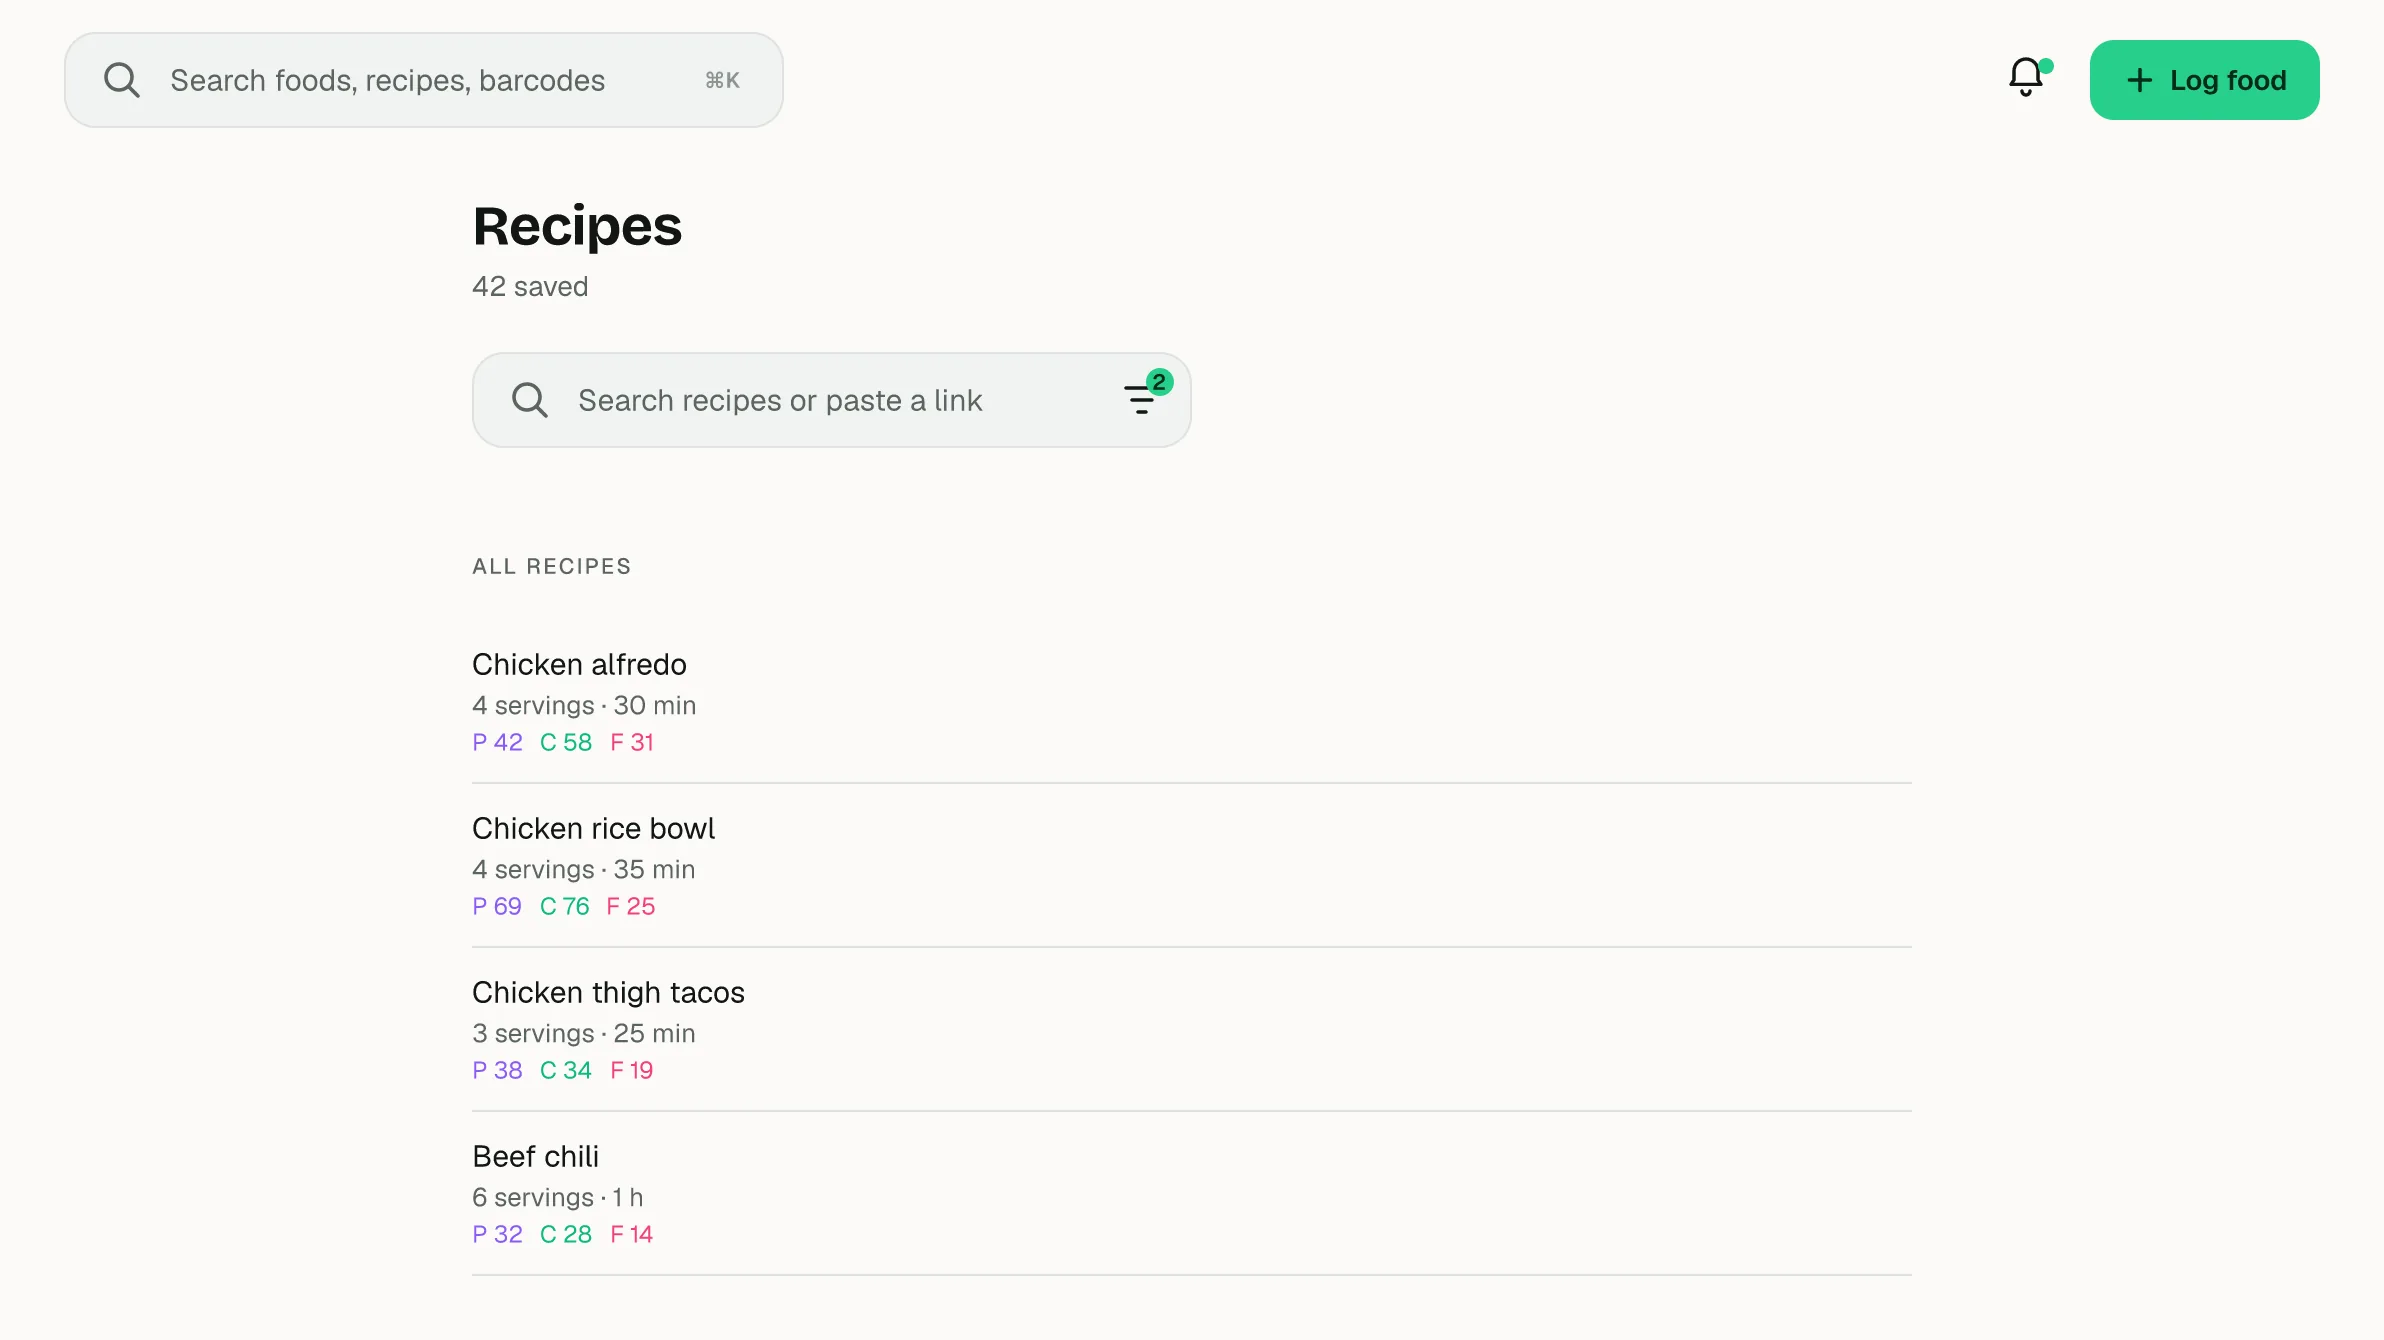 Search foods, recipes, barcodes ⌘K
+ Log food
Recipes
42 saved
Search recipes or paste a link 2
ALL RECIPES
Chicken alfredo
4 servings · 30 min
P 42 C 58 F 31
Chicken rice bowl
4 servings · 35 min
P 69 C 76 F 25
Chicken thigh tacos
3 servings · 25 min
P 38 C 34 F 19
Beef chili
6 servings · 1 h
P 32 C 28 F 14